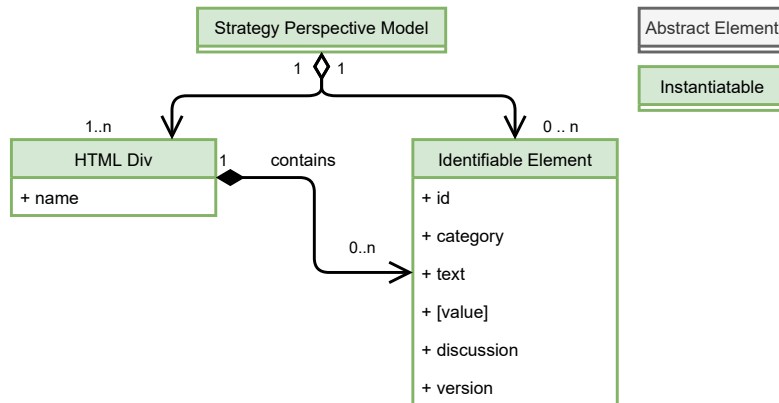 Strategy Perspective Model
Abstract Element
1
1
Instantiatable
1..n
0 .. n
HTML Div
1
contains
Identifiable Element
+ name
+ id
+ category
0..n
+ text
+ [value]
+ discussion
+ version